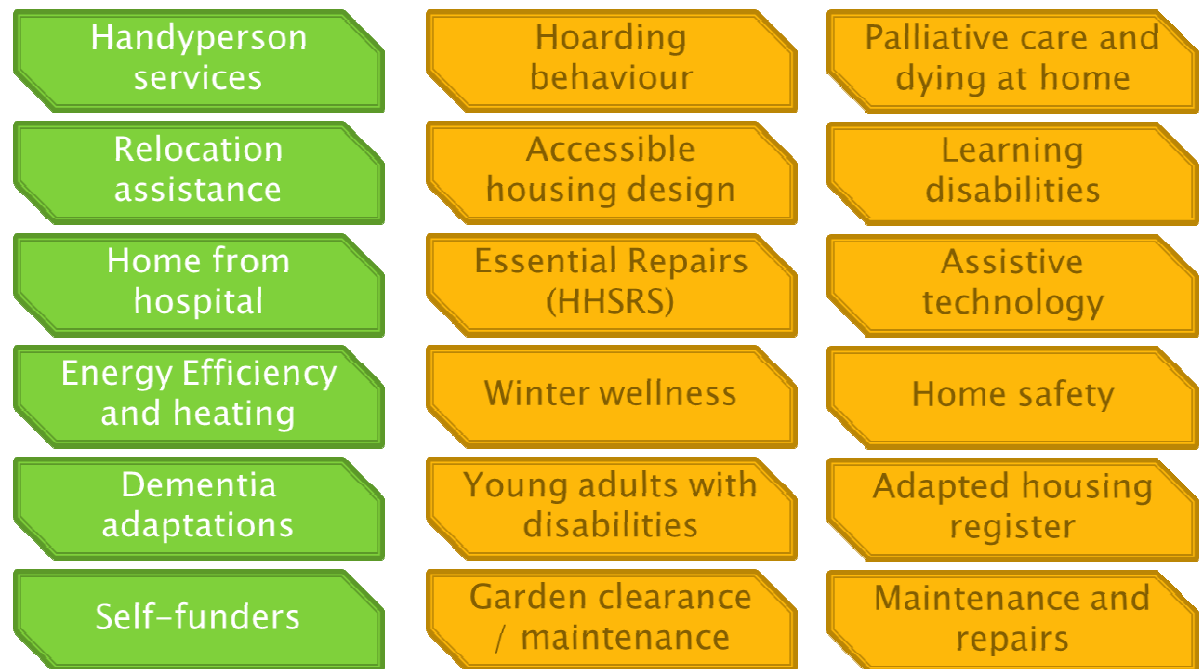 Handyperson
services
Hoarding
behaviour
Palliative care and
dying at home
Relocation
assistance
Accessible
housing design
Learning
disabilities
Home from
hospital
Essential Repairs
(HHSRS)
Assistive
technology
Energy Efficiency
and heating
Winter wellness
Home safety
Dementia
adaptations
Young adults with
disabilities
Adapted housing
register
Self-funders
Garden clearance
/ maintenance
Maintenance and
repairs